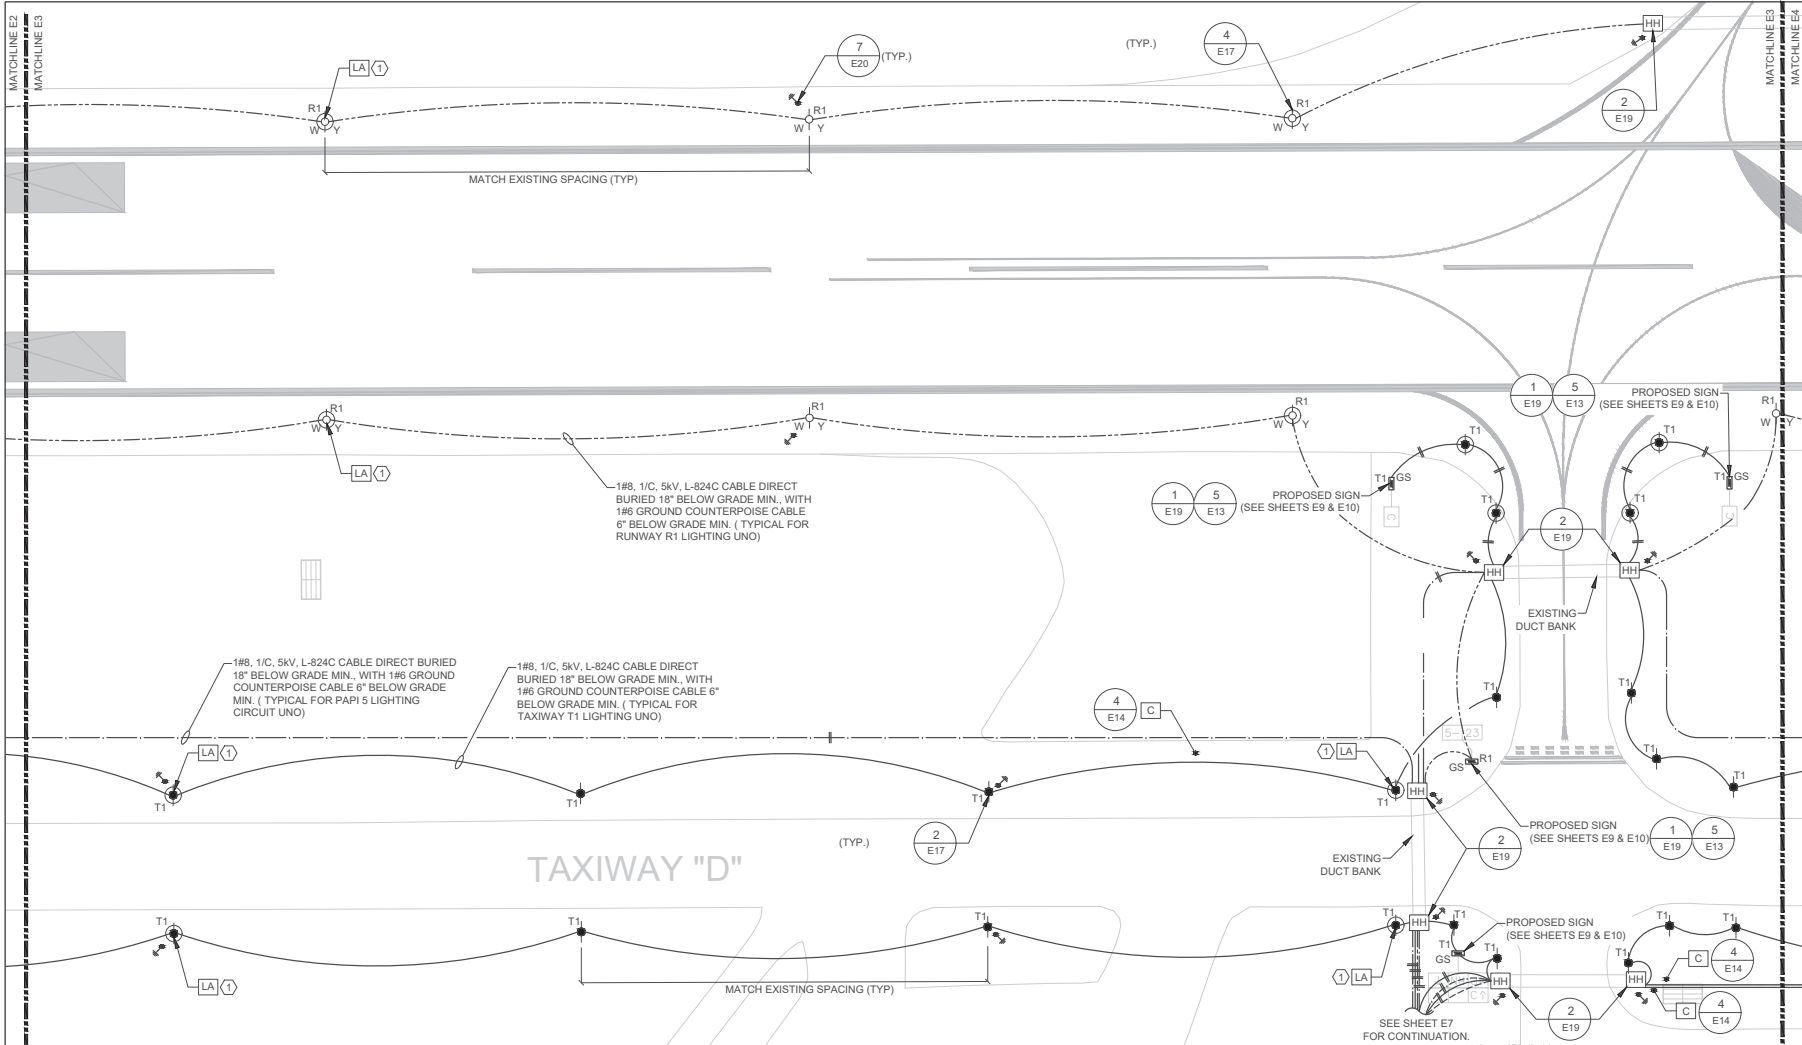 MATCHLINE E2
MATCHLINE E3
LA 1
7
E20
(TYP.)
(TYP.)
4
E17
HH
MATCHLINE E3
MATCHLINE E4
R1
W Y
R1
W Y
R1
W Y
2
E19
MATCH EXISTING SPACING (TYP)
1
E19
5
E13
PROPOSED SIGN
(SEE SHEETS E9 & E10)
R1
W Y
R1
W Y
R1
W Y
R1
W Y
LA 1
T1
T1
T1 GS
T1 GS
1#8, 1/C, 5kV, L-824C CABLE DIRECT
BURIED 18" BELOW GRADE MIN., WITH
1#6 GROUND COUNTERPOISE CABLE
6" BELOW GRADE MIN. ( TYPICAL FOR
RUNWAY R1 LIGHTING UNO)
1
E19
5
E13
PROPOSED SIGN
(SEE SHEETS E9 & E10)
C
C
T1
T1
2
E19
HH
HH
EXISTING
DUCT BANK
1#8, 1/C, 5kV, L-824C CABLE DIRECT BURIED
18" BELOW GRADE MIN., WITH 1#6 GROUND
COUNTERPOISE CABLE 6" BELOW GRADE
MIN. ( TYPICAL FOR PAPI 5 LIGHTING
CIRCUIT UNO)
1#8, 1/C, 5kV, L-824C CABLE DIRECT
BURIED 18" BELOW GRADE MIN., WITH
1#6 GROUND COUNTERPOISE CABLE 6"
BELOW GRADE MIN. ( TYPICAL FOR
TAXIWAY T1 LIGHTING UNO)
4
E14
C
T1
T1
5-23
LA 1
1 LA
GS R1
T1
T1
T1
T1
T1
T1
HH
T1
(TYP.)
2
E17
TAXIWAY "D"
EXISTING
DUCT BANK
2
E19
PROPOSED SIGN
(SEE SHEETS E9 & E10)
1
E19
5
E13
T1
T1
T1
T1
HH
T1
PROPOSED SIGN
(SEE SHEETS E9 & E10)
T1
T1
T1
GS
T1
T1
C
4
E14
LA 1
MATCH EXISTING SPACING (TYP)
1 LA
HH
HH
C
C
4
E14
2
E19
SEE SHEET E7
FOR CONTINUATION.